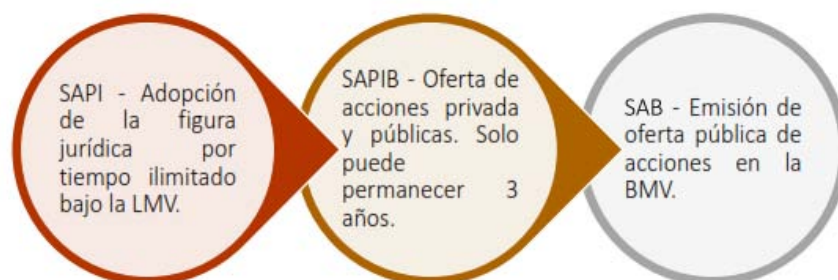 SAPI - Adopción
de la figura
jurídica por
tiempo ilimitado
bajo la LMV.
SAPIB - Oferta de
acciones privada
y públicas. Solo
puede
permanecer 3
años.
SAB - Emisión de
oferta pública de
acciones en la
BMV.